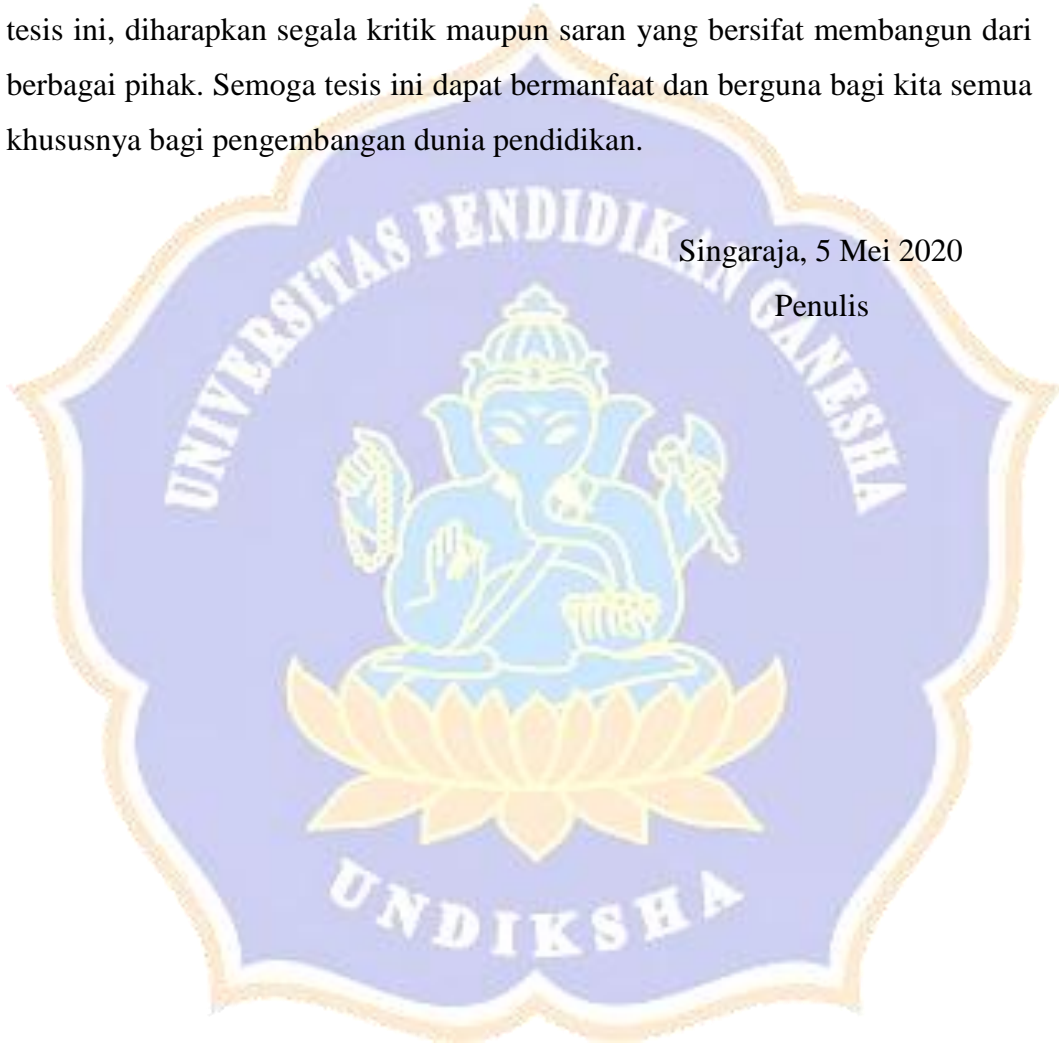 tesis ini, diharapkan segala kritik maupun saran yang bersifat membangun dari
berbagai pihak. Semoga tesis ini dapat bermanfaat dan berguna bagi kita semua
khususnya bagi pengembangan dunia pendidikan.
Singaraja, 5 Mei 2020
Penulis
UNIVERSITAS PENDIDIKAN GANESHA
UNDIKSHA